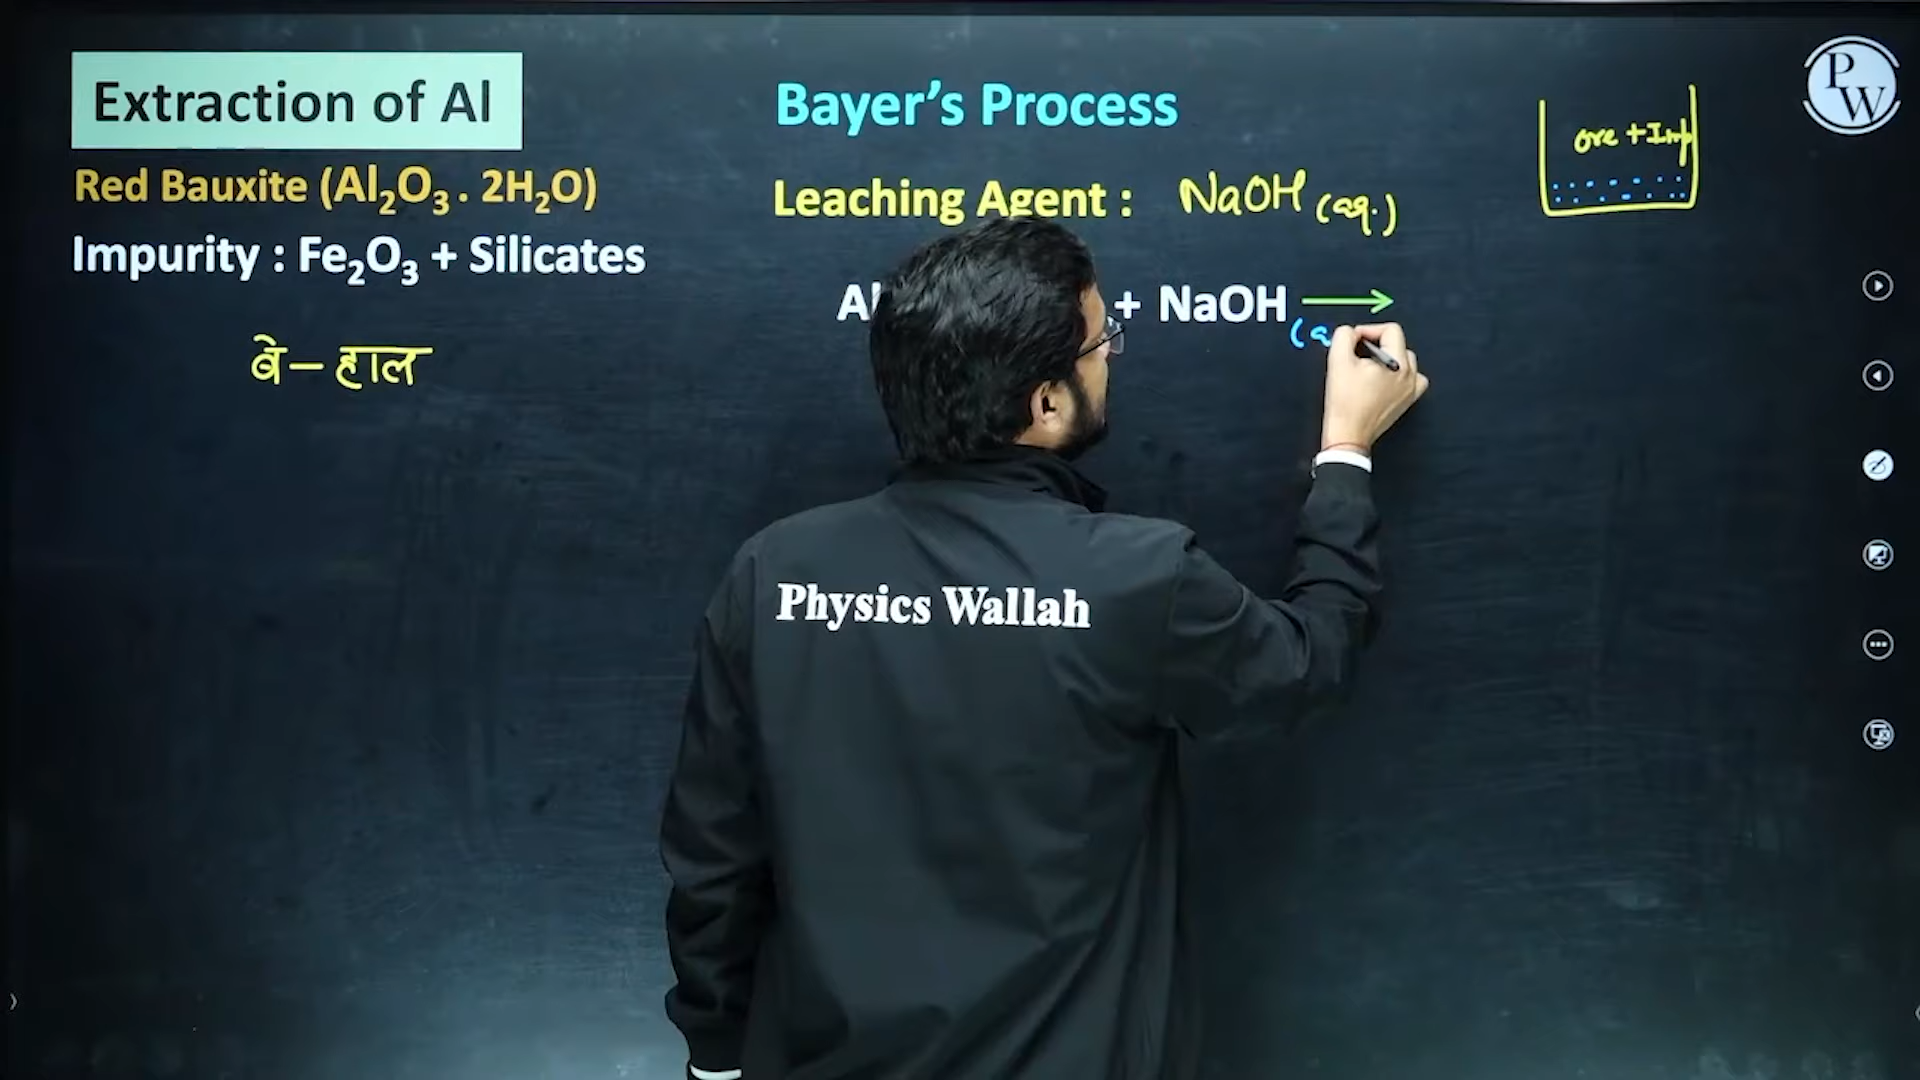 Extraction of Al
Red Bauxite (Al₂O₃ . 2H₂O)
Impurity : Fe₂O₃ + Silicates
बे – हाल
Bayer's Process
Leaching Agent : NaOH (aq.)
Al + NaOH →
(a
ore + Imp
PW
Physics Wallah